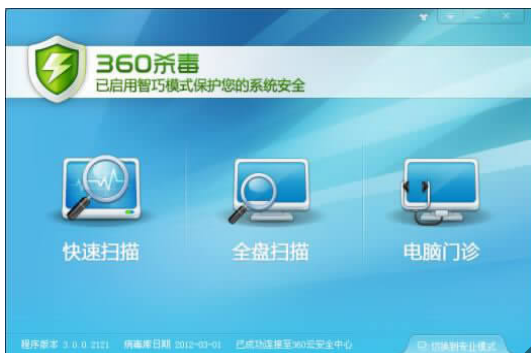 360杀毒
已启用智巧模式保护您的系统安全
快速扫描
全盘扫描
电脑门诊
程序版本 3.0.0.2121 病毒库日期 2012-03-01 已成功连接至360云安全中心
切换到专业模式